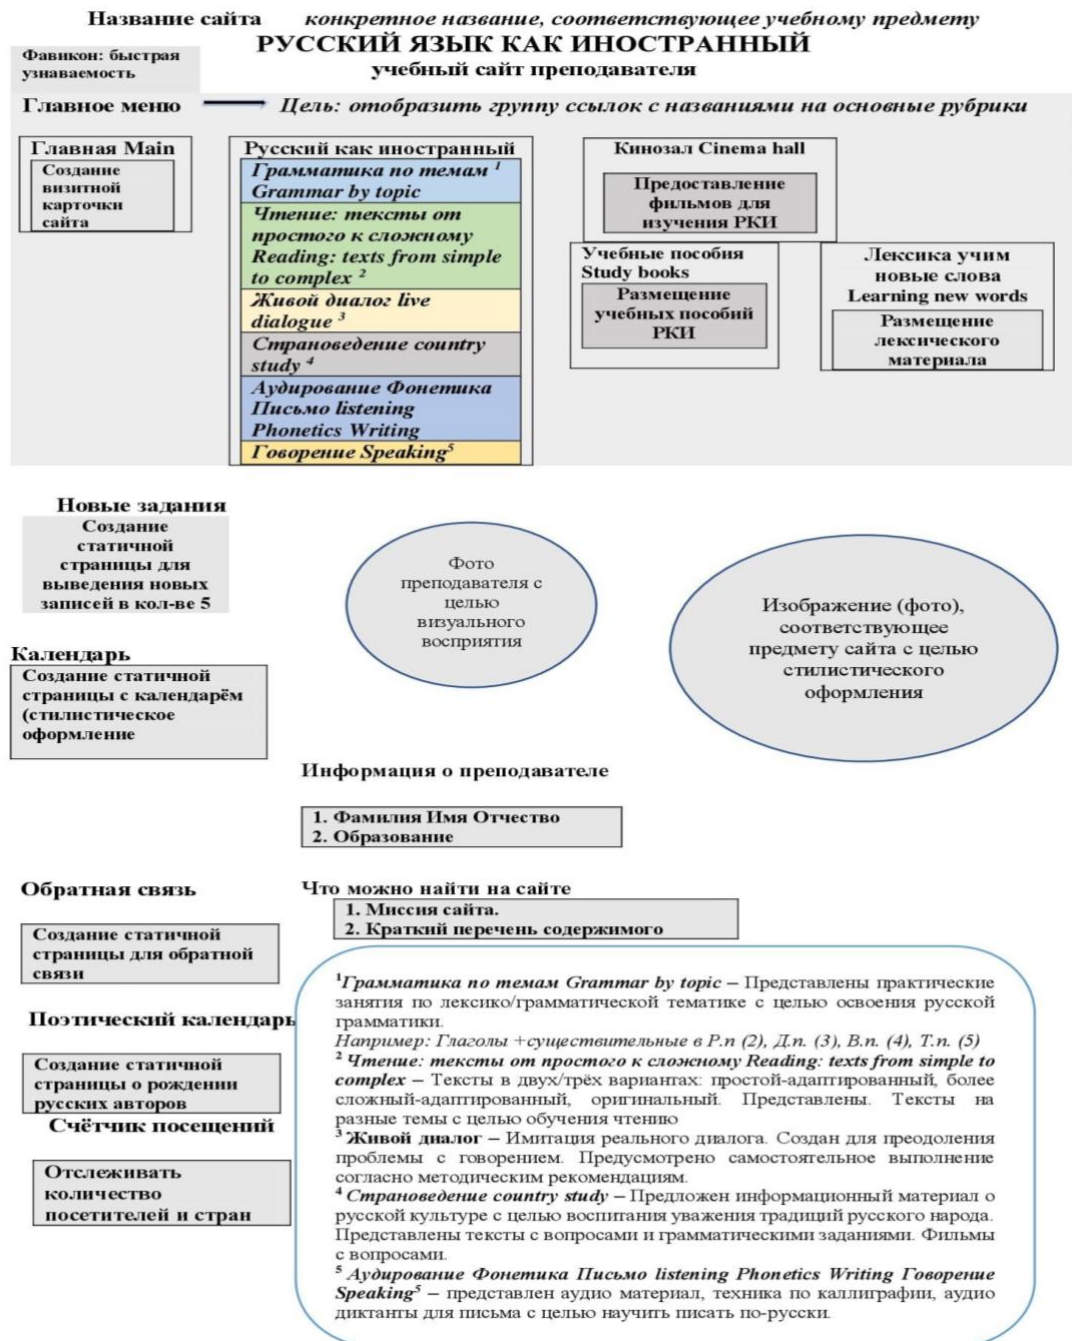 Название сайта конкретное название, соответствующее учебному предмету
РУССКИЙ ЯЗЫК КАК ИНОСТРАННЫЙ
учебный сайт преподавателя
Фавикон: быстрая
узнаваемость
Главное меню Цель: отобразить группу ссылок с названиями на основные рубрики
Главная Main
Создание
визитной
карточки
сайта
Русский как иностранный
Грамматика по темам ¹
Grammar by topic
Чтение: тексты от
простого к сложному
Reading: texts from simple
to complex ²
Живой диалог live
dialogue ³
Страноведение country
study ⁴
Аудирование Фонетика
Письмо listening
Phonetics Writing
Говорение Speaking⁵
Кинозал Cinema hall
Предоставление
фильмов для
изучения РКИ
Учебные пособия
Study books
Размещение
учебных пособий
РКИ
Лексика учим
новые слова
Learning new words
Размещение
лексического
материала
Новые задания
Создание
статичной
страницы для
выведения новых
записей в кол-ве 5
Фото
преподавателя с
целью
визуального
восприятия
Изображение (фото),
соответствующее
предмету сайта с целью
стилистического
оформления
Календарь
Создание статичной
страницы с календарём
(стилистическое
оформление
Информация о преподавателе
1. Фамилия Имя Отчество
2. Образование
Обратная связь
Создание статичной
страницы для обратной
связи
Что можно найти на сайте
1. Миссия сайта.
2. Краткий перечень содержимого
Поэтический календарь
Создание статичной
страницы о рождении
русских авторов
Счётчик посещений
Отслеживать
количество
посетителей и стран
¹Грамматика по темам Grammar by topic – Представлены практические
занятия по лексико/грамматической тематике с целью освоения русской
грамматики.
Например: Глаголы +существительные в Р.п (2), Д.п. (3), В.п. (4), Т.п. (5)
² Чтение: тексты от простого к сложному Reading: texts from simple to
complex – Тексты в двух/трёх вариантах: простой-адаптированный, более
сложный-адаптированный, оригинальный. Представлены. Тексты на
разные темы с целью обучения чтению
³ Живой диалог – Имитация реального диалога. Создан для преодоления
проблемы с говорением. Предусмотрено самостоятельное выполнение
согласно методическим рекомендациям.
⁴ Страноведение country study – Предложен информационный материал о
русской культуре с целью воспитания уважения традиций русского народа.
Представлены тексты с вопросами и грамматическими заданиями. Фильмы
с вопросами.
⁵ Аудирование Фонетика Письмо listening Phonetics Writing Говорение
Speaking⁵ – представлен аудио материал, техника по каллиграфии, аудио
диктанты для письма с целью научить писать по-русски.